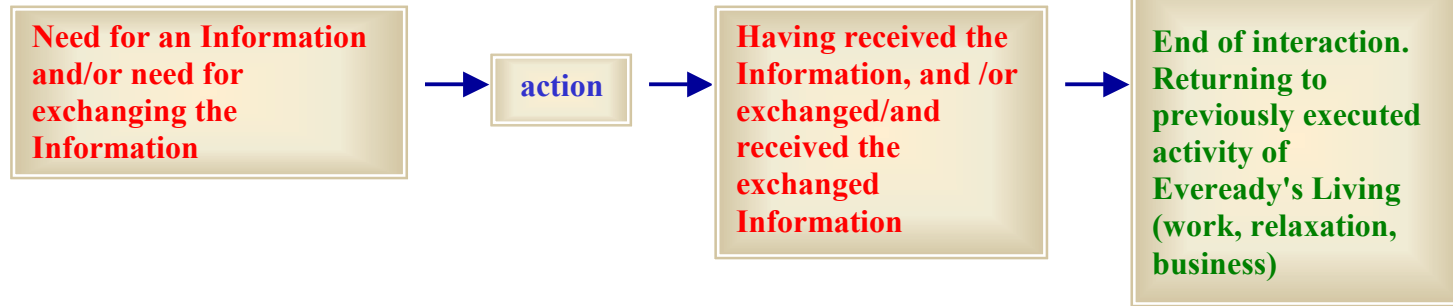 Need for an Information
and/or need for
exchanging the
Information
action
Having received the
Information, and /or
exchanged/and
received the
exchanged
Information
End of interaction.
Returning to
previously executed
activity of
Eveready's Living
(work, relaxation,
business)